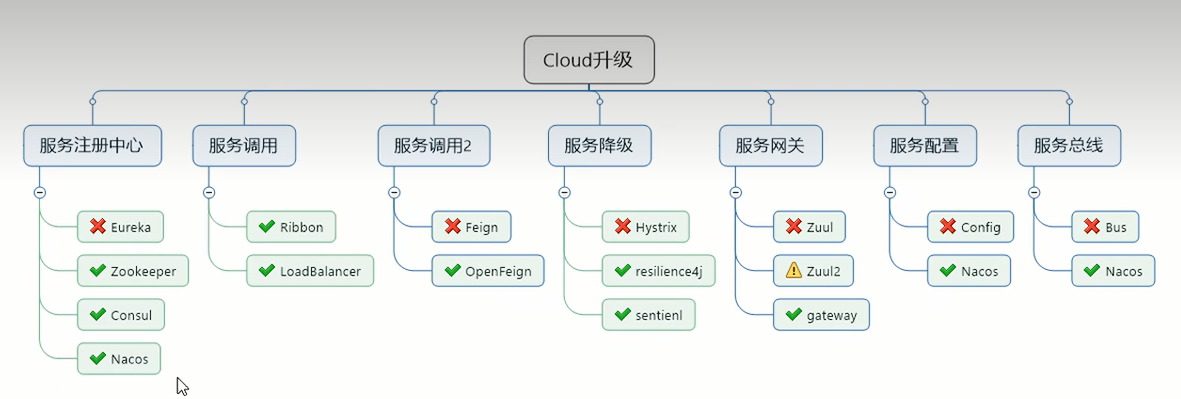 Cloud升级
服务注册中心
Eureka
Zookeeper
Consul
Nacos
服务调用
Ribbon
LoadBalancer
服务调用2
Feign
OpenFeign
服务降级
Hystrix
resilience4j
sentienl
服务网关
Zuul
Zuul2
gateway
服务配置
Config
Nacos
服务总线
Bus
Nacos